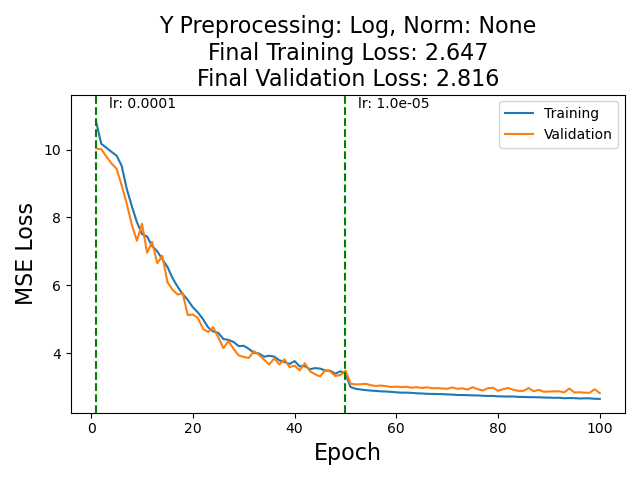 Y Preprocessing: Log, Norm: None
Final Training Loss: 2.647
Final Validation Loss: 2.816
lr: 0.0001
lr: 1.0e-05
Training
Validation
MSE Loss
10
8
6
4
0
20
40
60
80
100
Epoch